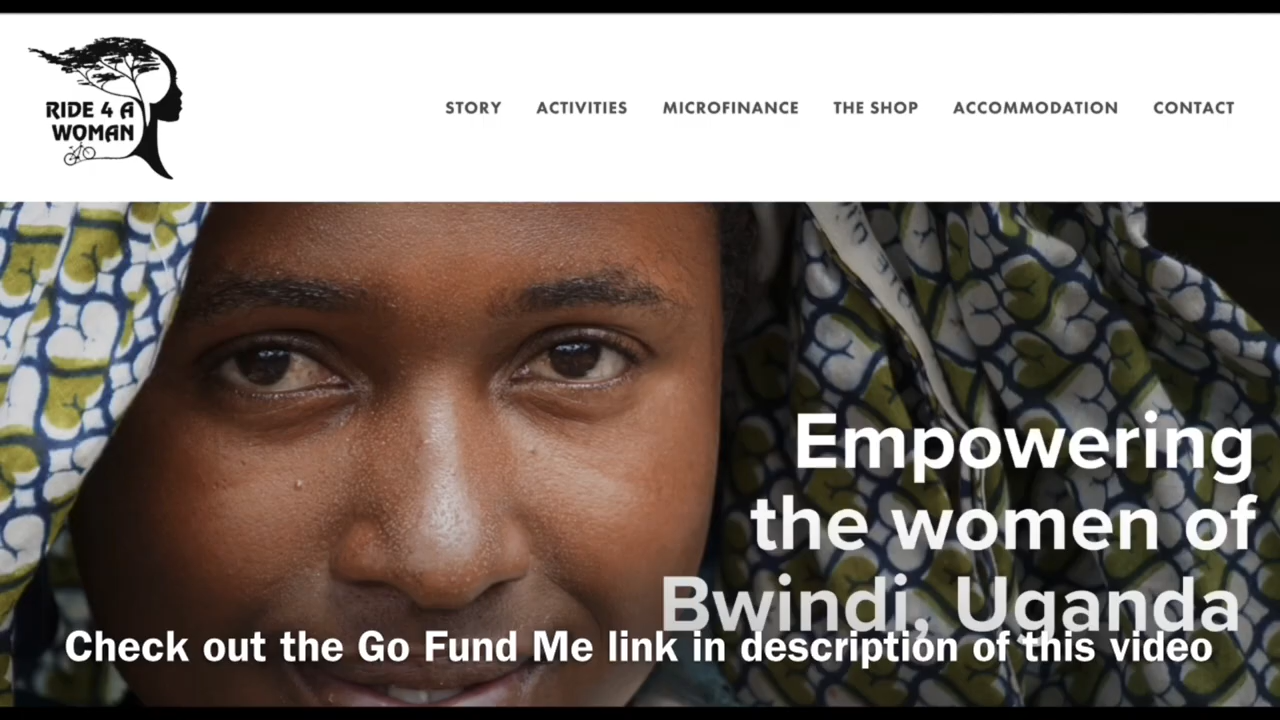 RIDE 4 A
WOMAN
STORY ACTIVITIES MICROFINANCE THE SHOP ACCOMMODATION CONTACT
Empowering
the women of
Bwindi, Uganda
Check out the Go Fund Me link in description of this video